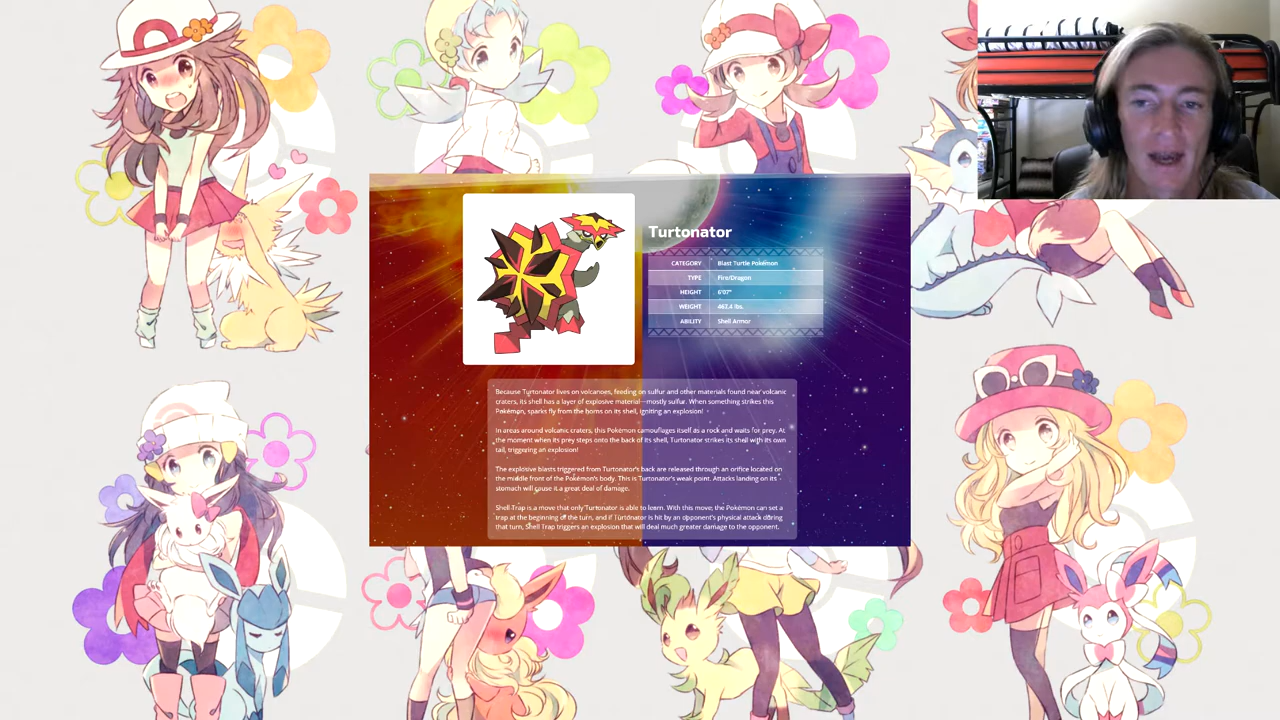 Turtonator
CATEGORY Blast Turtle Pokémon
TYPE Fire/Dragon
HEIGHT 6'07"
WEIGHT 467.4 lbs.
ABILITY Shell Armor
Because Turtonator lives on volcanoes, feeding on sulfur and other materials found near volcanic
craters, its shell has a layer of explosive material—mostly sulfur. When something strikes this
Pokémon, sparks fly from the horns on its shell, igniting an explosion!
In areas around volcanic craters, this Pokémon camouflages itself as a rock and waits for prey. At
the moment when its prey steps onto the back of its shell, Turtonator strikes its shell with its own
tail, triggering an explosion!
The explosive blasts triggered from Turtonator's back are released through an orifice located on
the middle front of the Pokémon's body. This is Turtonator's weak point. Attacks landing on its
stomach will cause it a great deal of damage.
Shell Trap is a move that only Turtonator is able to learn. With this move, the Pokémon can set a
trap at the beginning of the turn, and if Turtonator is hit by an opponent's physical attack during
that turn, Shell Trap triggers an explosion that will deal much greater damage to the opponent.